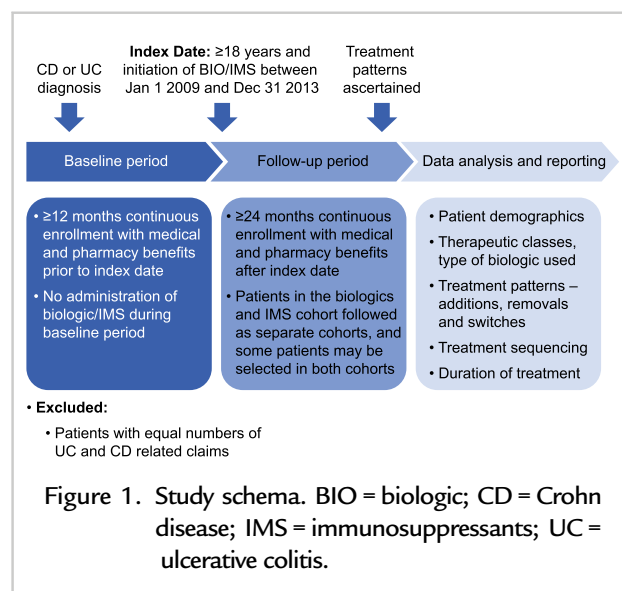 CD or UC
diagnosis
Index Date: ≥18 years and
initiation of BIO/IMS between
Jan 1 2009 and Dec 31 2013
Treatment
patterns
ascertained
Baseline period
Follow-up period
Data analysis and reporting
• ≥12 months continuous
enrollment with medical
and pharmacy benefits
prior to index date
• No administration of
biologic/IMS during
baseline period
• ≥24 months continuous
enrollment with medical
and pharmacy benefits
after index date
• Patients in the biologics
and IMS cohort followed
as separate cohorts, and
some patients may be
selected in both cohorts
• Patient demographics
• Therapeutic classes,
type of biologic used
• Treatment patterns –
additions, removals
and switches
• Treatment sequencing
• Duration of treatment
• Excluded:
• Patients with equal numbers of
UC and CD related claims
Figure 1. Study schema. BIO = biologic; CD = Crohn
disease; IMS = immunosuppressants; UC =
ulcerative colitis.